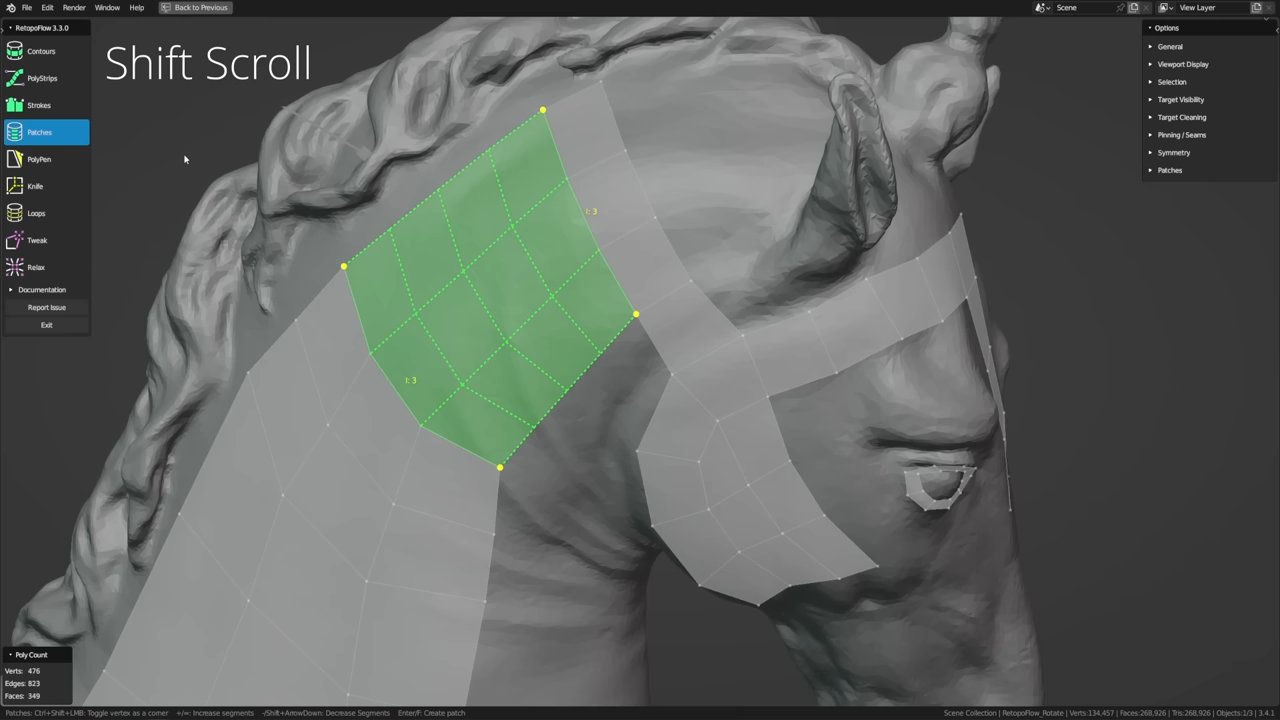 File Edit Render Window Help Back to Previous Scene View Layer
RetopoFlow 3.3.0
Contours
PolyStrips
Strokes
Patches
PolyPen
Knife
Loops
Tweak
Relax
Documentation
Report Issue
Exit
Shift Scroll
I: 3
I: 3
Options
General
Viewport Display
Selection
Target Visibility
Target Cleaning
Pinning / Seams
Symmetry
Patches
Poly Count
Verts: 476
Edges: 823
Faces: 349
Patches: Ctrl+Shift+LMB: Toggle vertex as a corner +/=: Increase segments -/Shift+ArrowDown: Decrease Segments Enter/F: Create patch
Scene Collection | RetopoFlow_Rotate | Verts:134,457 | Faces:268,926 | Tris:268,926 | Objects:1/3 | 3.4.1